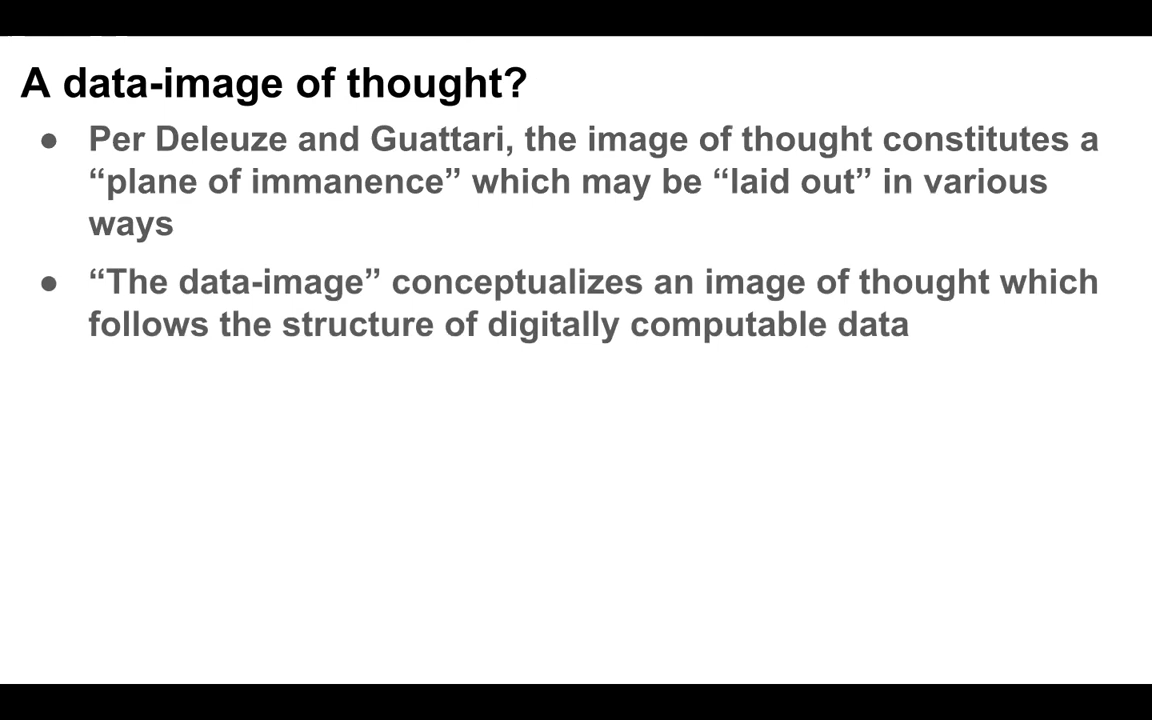 A data-image of thought?
● Per Deleuze and Guattari, the image of thought constitutes a
“plane of immanence” which may be “laid out” in various
ways
● “The data-image” conceptualizes an image of thought which
follows the structure of digitally computable data